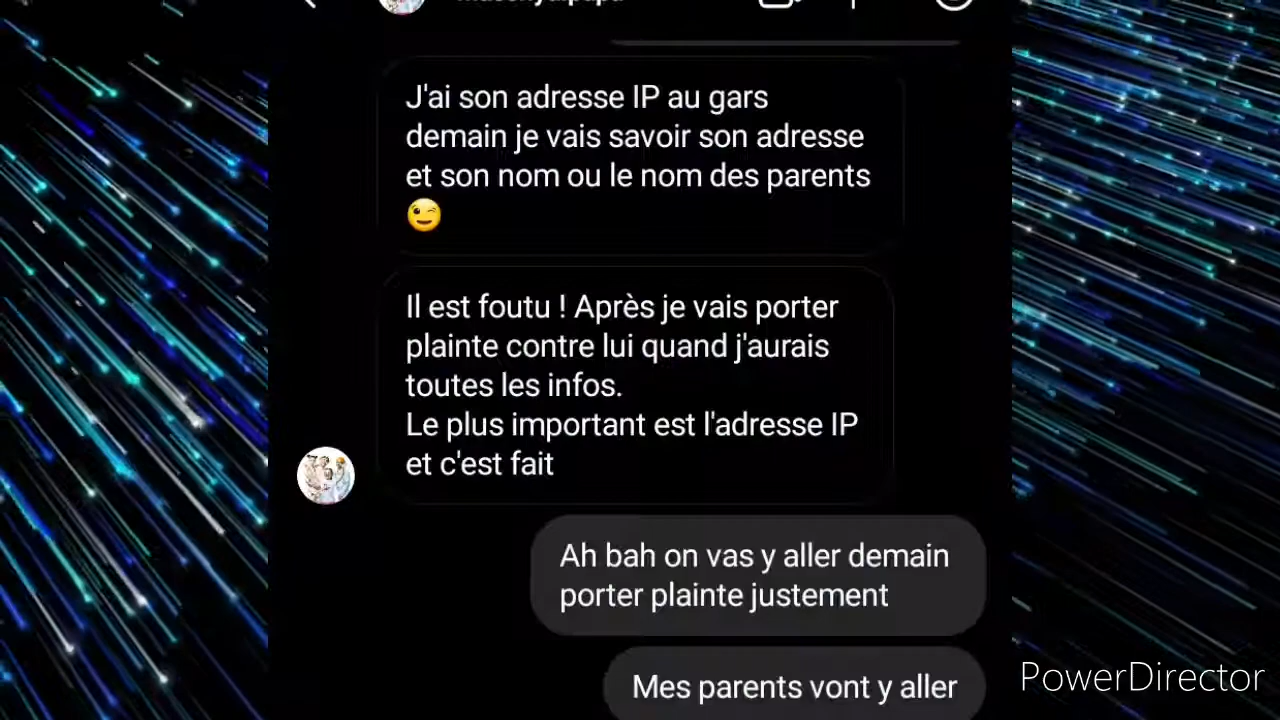 J'ai son adresse IP au gars
demain je vais savoir son adresse
et son nom ou le nom des parents
😉
Il est foutu ! Après je vais porter
plainte contre lui quand j'aurais
toutes les infos.
Le plus important est l'adresse IP
et c'est fait
Ah bah on vas y aller demain
porter plainte justement
Mes parents vont y aller
PowerDirector